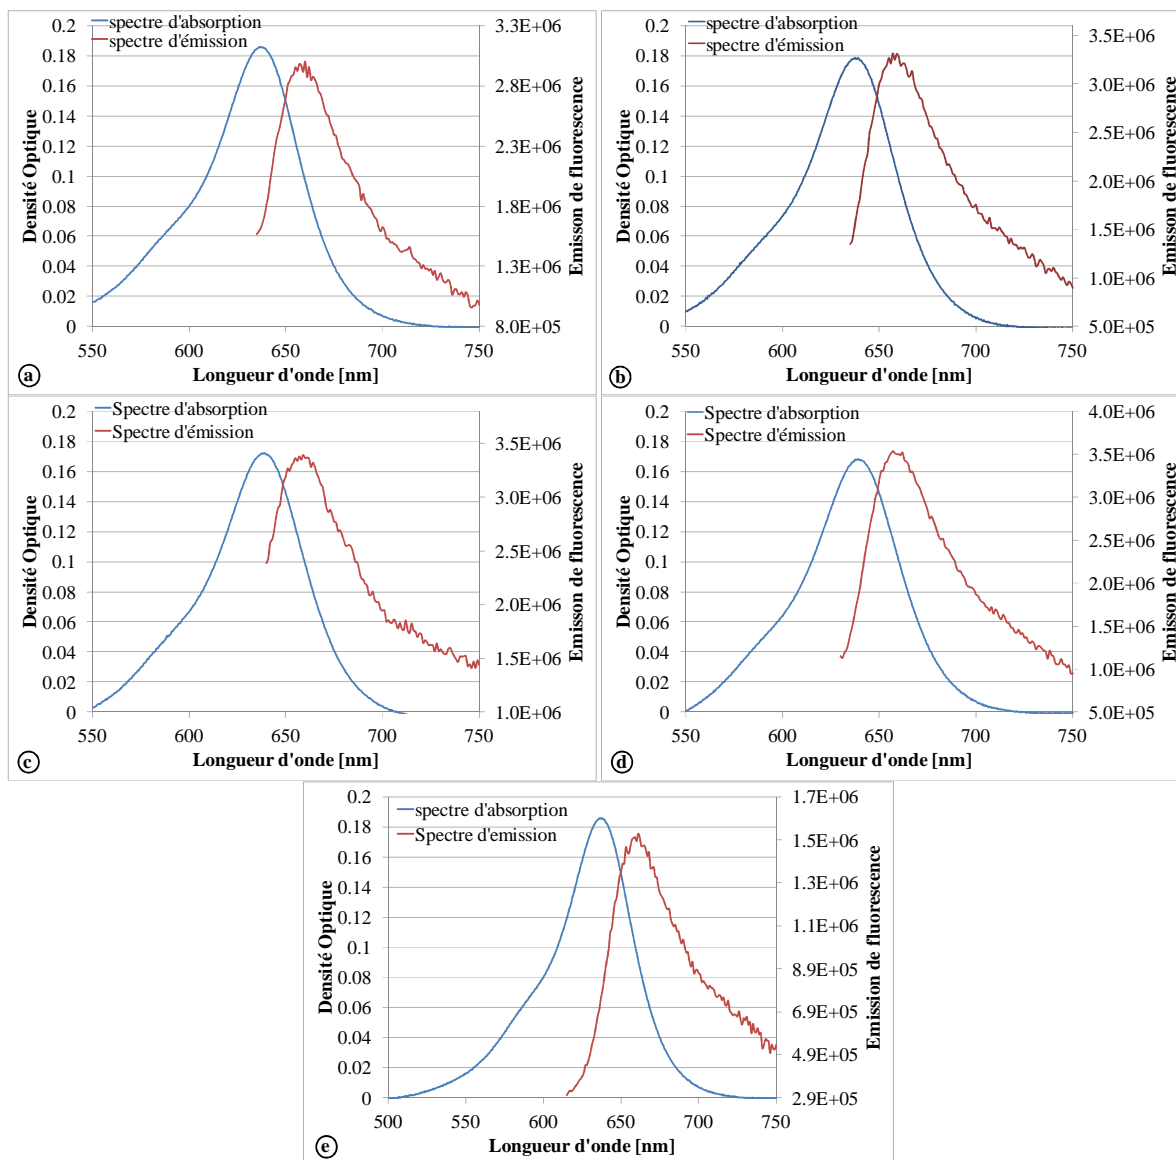 spectre d'absorption
spectre d'émission
Densité Optique
0.2
0.18
0.16
0.14
0.12
0.1
0.08
0.06
0.04
0.02
0
3.3E+06
2.8E+06
2.3E+06
1.8E+06
1.3E+06
8.0E+05
Emisson de fluorescence
550
600
650
700
750
Longueur d'onde [nm]
a
spectre d'absorption
spectre d'émission
Densité Optique
0.2
0.18
0.16
0.14
0.12
0.1
0.08
0.06
0.04
0.02
0
3.5E+06
3.0E+06
2.5E+06
2.0E+06
1.5E+06
1.0E+06
5.0E+05
Emisson de fluorescence
550
600
650
700
750
Longueur d'onde [nm]
b
Spectre d'absorption
Spectre d'émission
Densité Optique
0.2
0.18
0.16
0.14
0.12
0.1
0.08
0.06
0.04
0.02
0
3.5E+06
3.0E+06
2.5E+06
2.0E+06
1.5E+06
1.0E+06
Emisson de fluorescence
550
600
650
700
750
Longueur d'onde [nm]
c
Spectre d'absorption
Spectre d'émission
Densité Optique
0.2
0.18
0.16
0.14
0.12
0.1
0.08
0.06
0.04
0.02
0
4.0E+06
3.5E+06
3.0E+06
2.5E+06
2.0E+06
1.5E+06
1.0E+06
5.0E+05
Emisson de fluorescence
550
600
650
700
750
Longueur d'onde [nm]
d
spectre d'absorption
Spectre d'emission
Densité Optique
0.2
0.18
0.16
0.14
0.12
0.1
0.08
0.06
0.04
0.02
0
1.7E+06
1.5E+06
1.3E+06
1.1E+06
8.9E+05
6.9E+05
4.9E+05
2.9E+05
Emission de fluorescence
500
550
600
650
700
750
Longueur d'onde [nm]
e